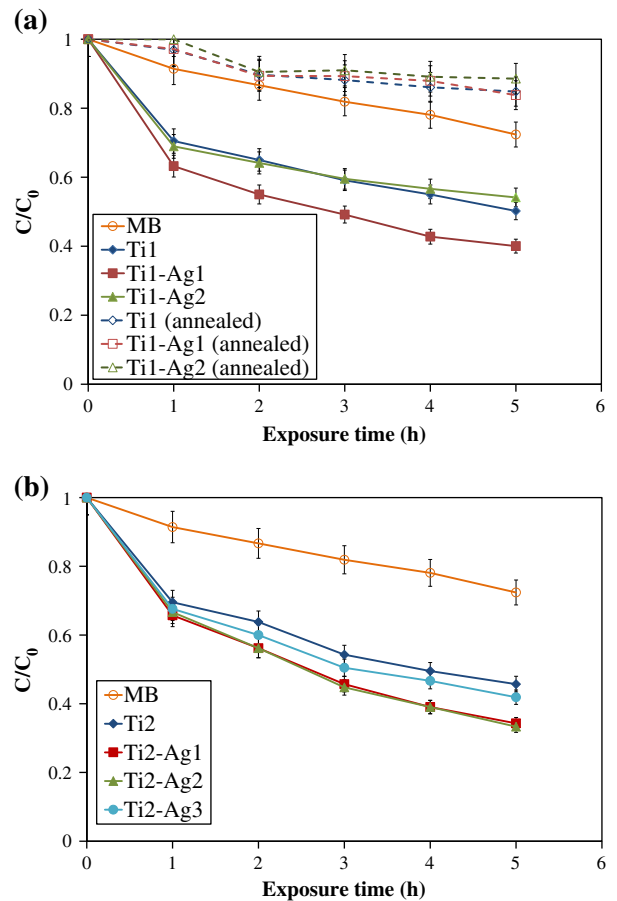 (a)
1
0.8
0.6
0.4
0.2
0
C/C0
MB
Ti1
Ti1-Ag1
Ti1-Ag2
Ti1 (annealed)
Ti1-Ag1 (annealed)
Ti1-Ag2 (annealed)
0 1 2 3 4 5 6
Exposure time (h)
(b)
1
0.8
0.6
0.4
0.2
0
C/C0
MB
Ti2
Ti2-Ag1
Ti2-Ag2
Ti2-Ag3
0 1 2 3 4 5 6
Exposure time (h)